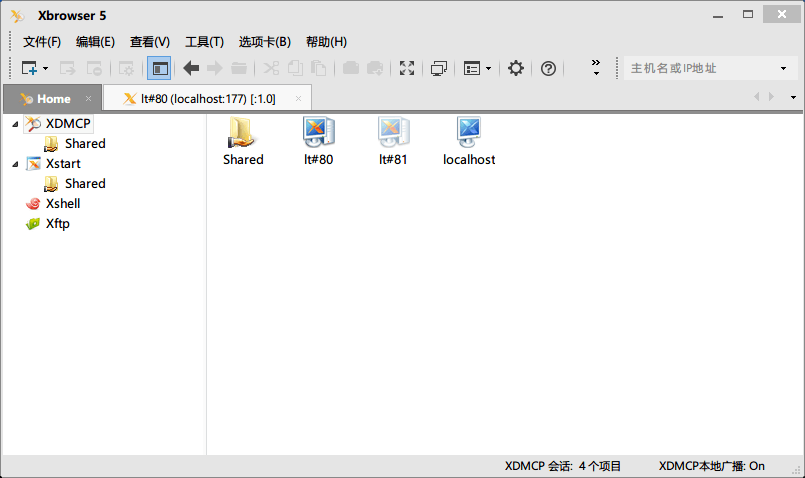 Xbrowser 5
文件(F) 编辑(E) 查看(V) 工具(T) 选项卡(B) 帮助(H)
主机名或IP地址
Home lt#80 (localhost:177) [:1.0]
XDMCP
Shared
Xstart
Shared
Xshell
Xftp
Shared lt#80 lt#81 localhost
XDMCP 会话: 4 个项目 XDMCP本地广播: On